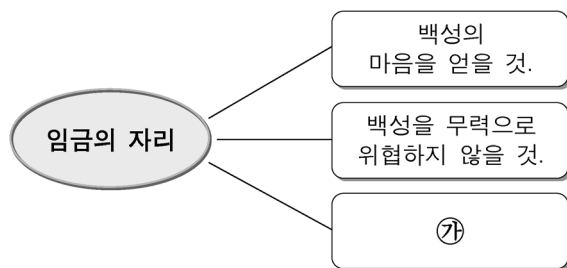 임금의 자리
백성의
마음을 얻을 것.
백성을 무력으로
위협하지 않을 것.
㉮